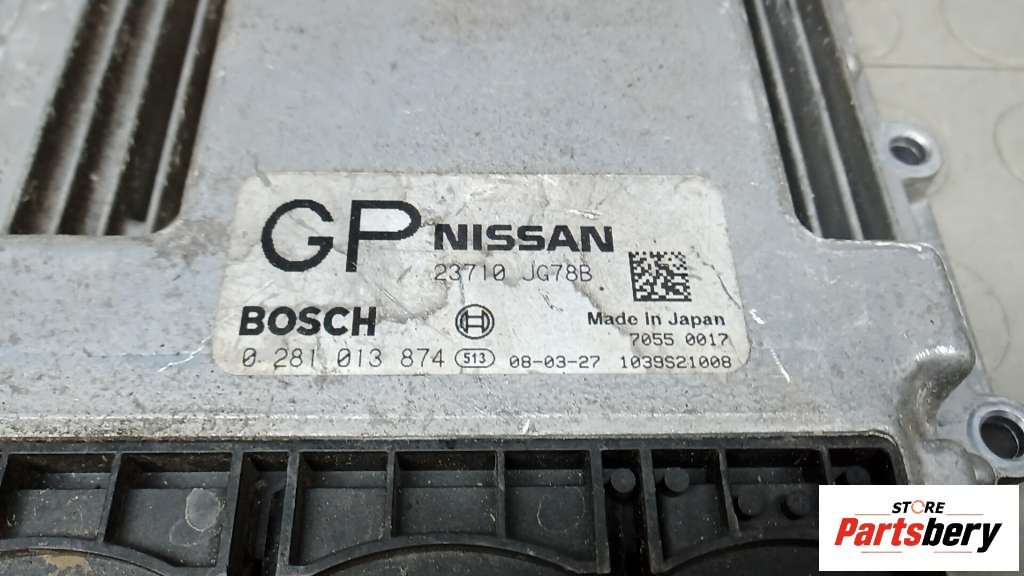 GP NISSAN
23710 JG78B
BOSCH
Made in Japan
7055 0017
0 281 013 874 513 08-03-27 1039S21008
STORE
Partsbery